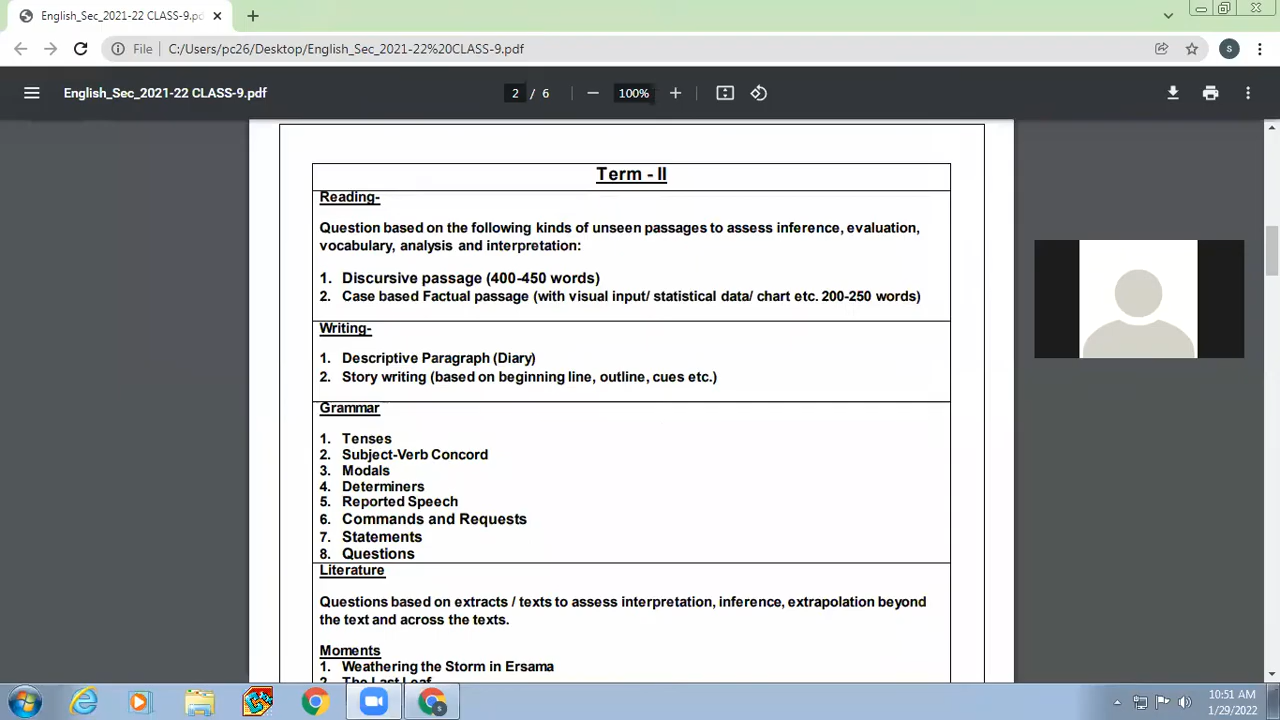 English_Sec_2021-22 CLASS-9.pdf
File C:/Users/pc26/Desktop/English_Sec_2021-22%20CLASS-9.pdf
S
English_Sec_2021-22 CLASS-9.pdf
2 / 6
100%
Term - II
Reading-
Question based on the following kinds of unseen passages to assess inference, evaluation,
vocabulary, analysis and interpretation:
1. Discursive passage (400-450 words)
2. Case based Factual passage (with visual input/ statistical data/ chart etc. 200-250 words)
Writing-
1. Descriptive Paragraph (Diary)
2. Story writing (based on beginning line, outline, cues etc.)
Grammar
1. Tenses
2. Subject-Verb Concord
3. Modals
4. Determiners
5. Reported Speech
6. Commands and Requests
7. Statements
8. Questions
Literature
Questions based on extracts / texts to assess interpretation, inference, extrapolation beyond
the text and across the texts.
Moments
1. Weathering the Storm in Ersama
2. The Last Leaf
10:51 AM
1/29/2022